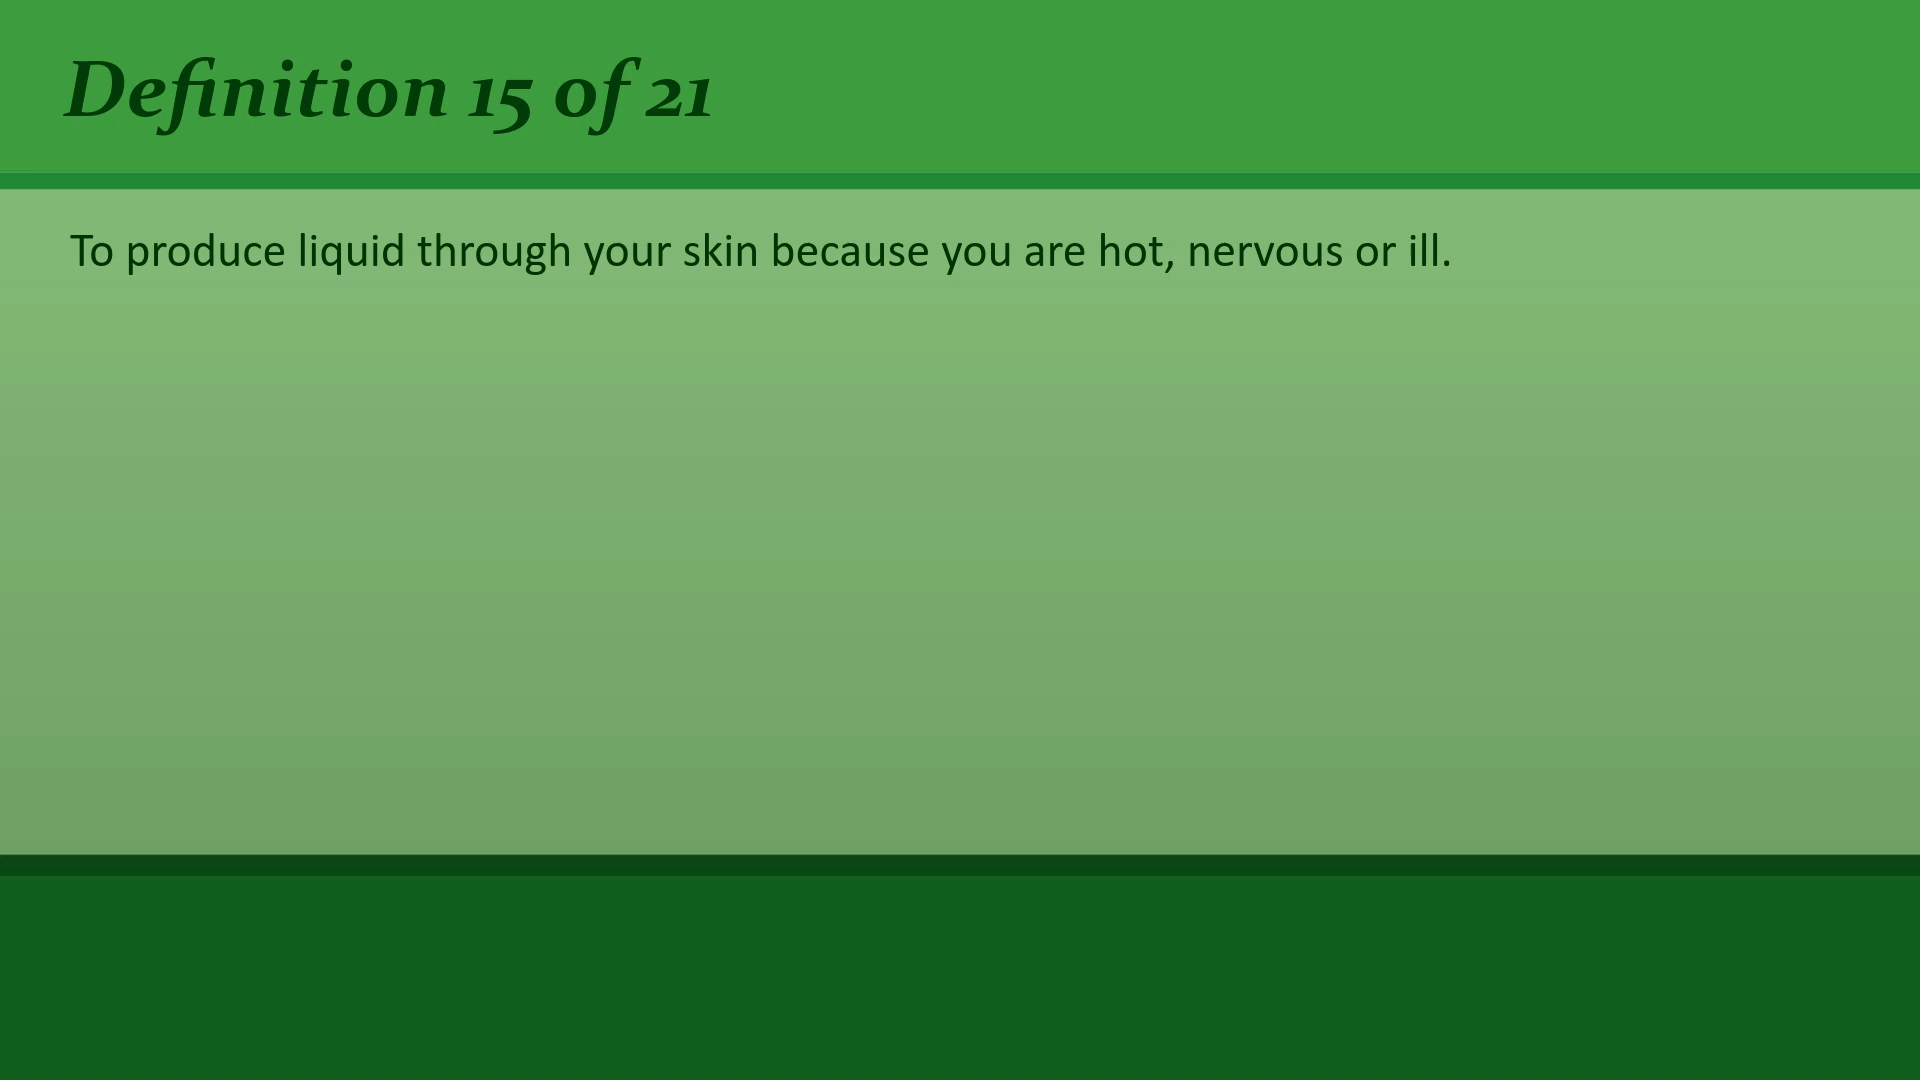 Definition 15 of 21
To produce liquid through your skin because you are hot, nervous or ill.